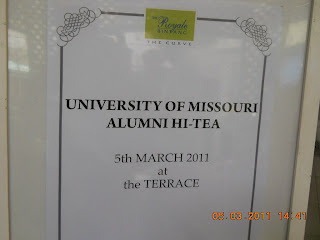 the
Royale
BINTANG
THE CURVE
UNIVERSITY OF MISSOURI
ALUMNI HI-TEA
5th MARCH 2011
at
the TERRACE
05.03.2011 14:41